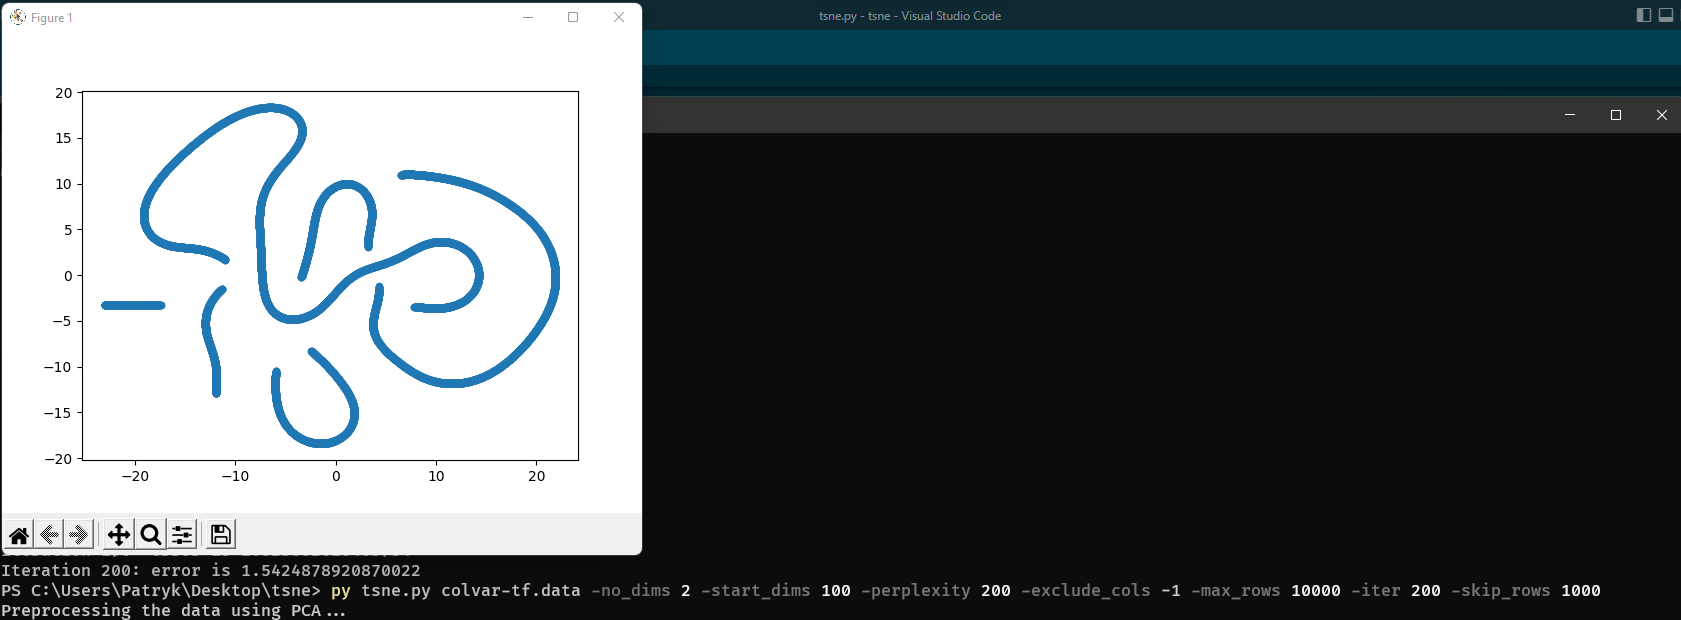 Figure 1
tsne.py - tsne - Visual Studio Code
20
15
10
5
0
−5
−10
−15
−20
−20 −10 0 10 20
Iteration 200: error is 1.5424878920870022
PS C:\Users\Patryk\Desktop\tsne> py tsne.py colvar-tf.data -no_dims 2 -start_dims 100 -perplexity 200 -exclude_cols -1 -max_rows 10000 -iter 200 -skip_rows 1000
Preprocessing the data using PCA...